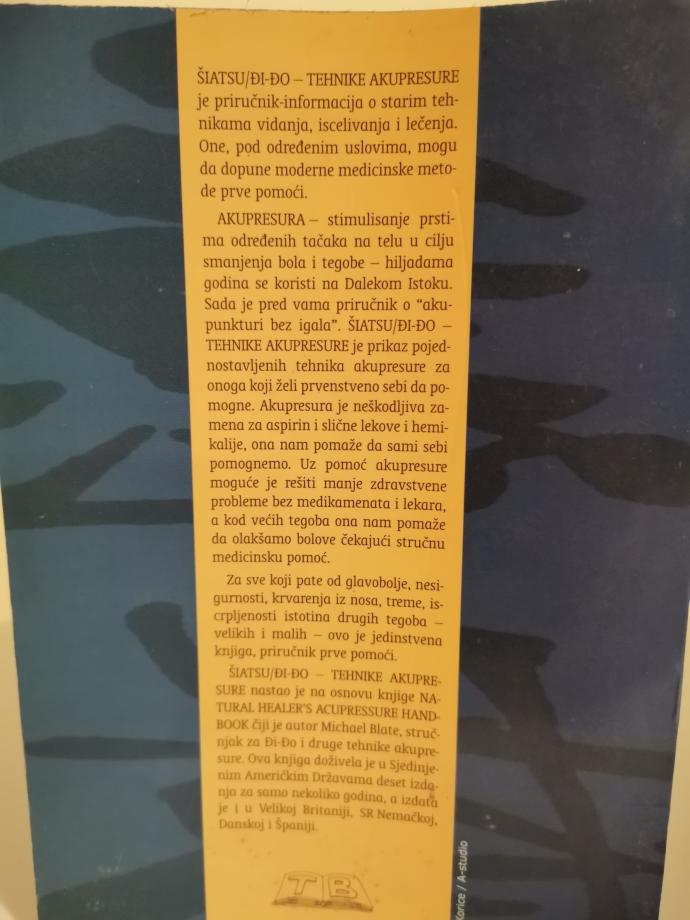 ŠIATSU/ĐI-ĐO – TEHNIKE AKUPRESURE
je priručnik-informacija o starim teh-
nikama vidanja, iscelivanja i lečenja.
One, pod određenim uslovima, mogu
da dopune moderne medicinske meto-
de prve pomoći.
AKUPRESURA – stimulisanje prsti-
ma određenih tačaka na telu u cilju
smanjenja bola i tegobe – hiljadama
godina se koristi na Dalekom Istoku.
Sada je pred vama priručnik o “aku-
punkturi bez igala”. ŠIATSU/ĐI-ĐO –
TEHNIKE AKUPRESURE je prikaz pojed-
nostavljenih tehnika akupresure za
onoga koji želi prvenstveno sebi da po-
mogne. Akupresura je neškodljiva za-
mena za aspirin i slične lekove i hemi-
kalije, ona nam pomaže da sami sebi
pomognemo. Uz pomoć akupresure
moguće je rešiti manje zdravstvene
probleme bez medikamenata i lekara,
a kod većih tegoba ona nam pomaže
da olakšamo bolove čekajući stručnu
medicinsku pomoć.
Za sve koji pate od glavobolje, nesi-
gurnosti, krvarenja iz nosa, treme, is-
crpljenosti istotina drugih tegoba –
velikih i malih – ovo je jedinstvena
knjiga, priručnik prve pomoći.
ŠIATSU/ĐI-ĐO – TEHNIKE AKUPRE-
SURE nastao je na osnovu knjige NA-
TURAL HEALER'S ACUPRESSURE HAND-
BOOK čiji je autor Michael Blate, struč-
njak za Đi-Đo i druge tehnike akupre-
sure. Ova knjiga doživela je u Sjedinje-
nim Američkim Državama deset izda-
nja za samo nekoliko godina, a izdata
je i u Velikoj Britaniji, SR Nemačkoj,
Danskoj i Španiji.
TB
Korice / A-studio